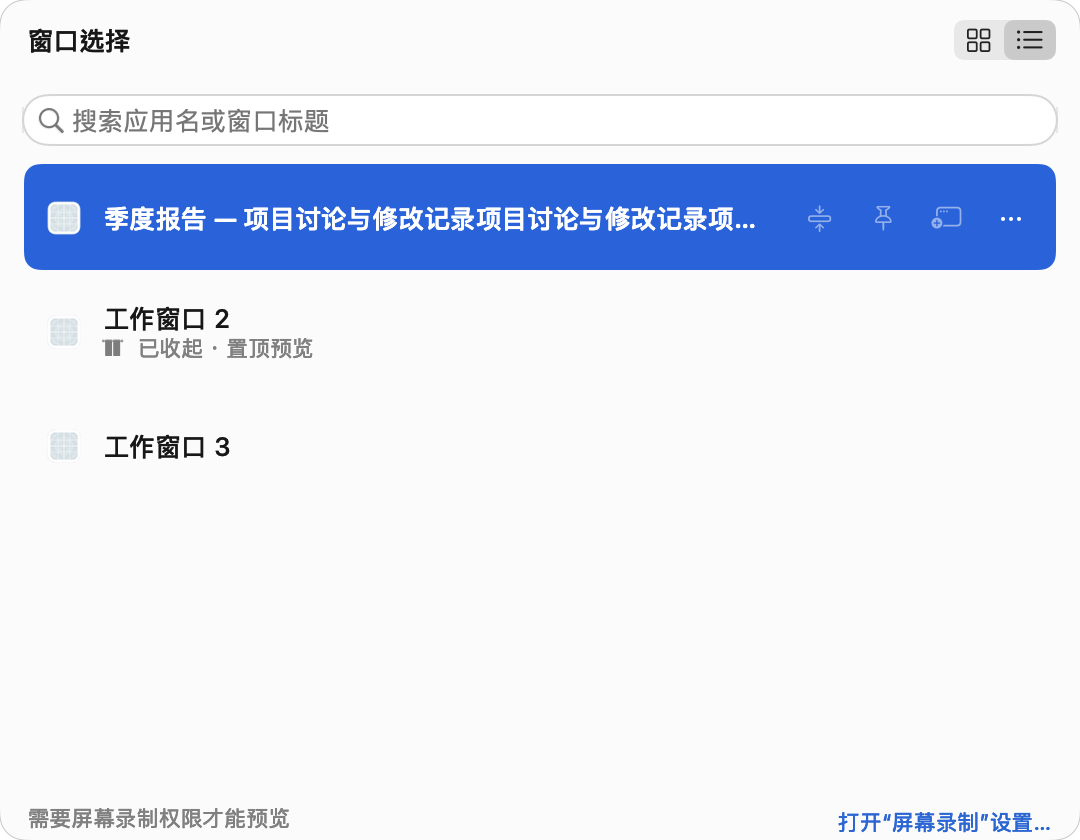 窗口选择
搜索应用名或窗口标题
季度报告 — 项目讨论与修改记录项目讨论与修改记录项...
工作窗口 2
已收起 · 置顶预览
工作窗口 3
需要屏幕录制权限才能预览
打开“屏幕录制”设置...